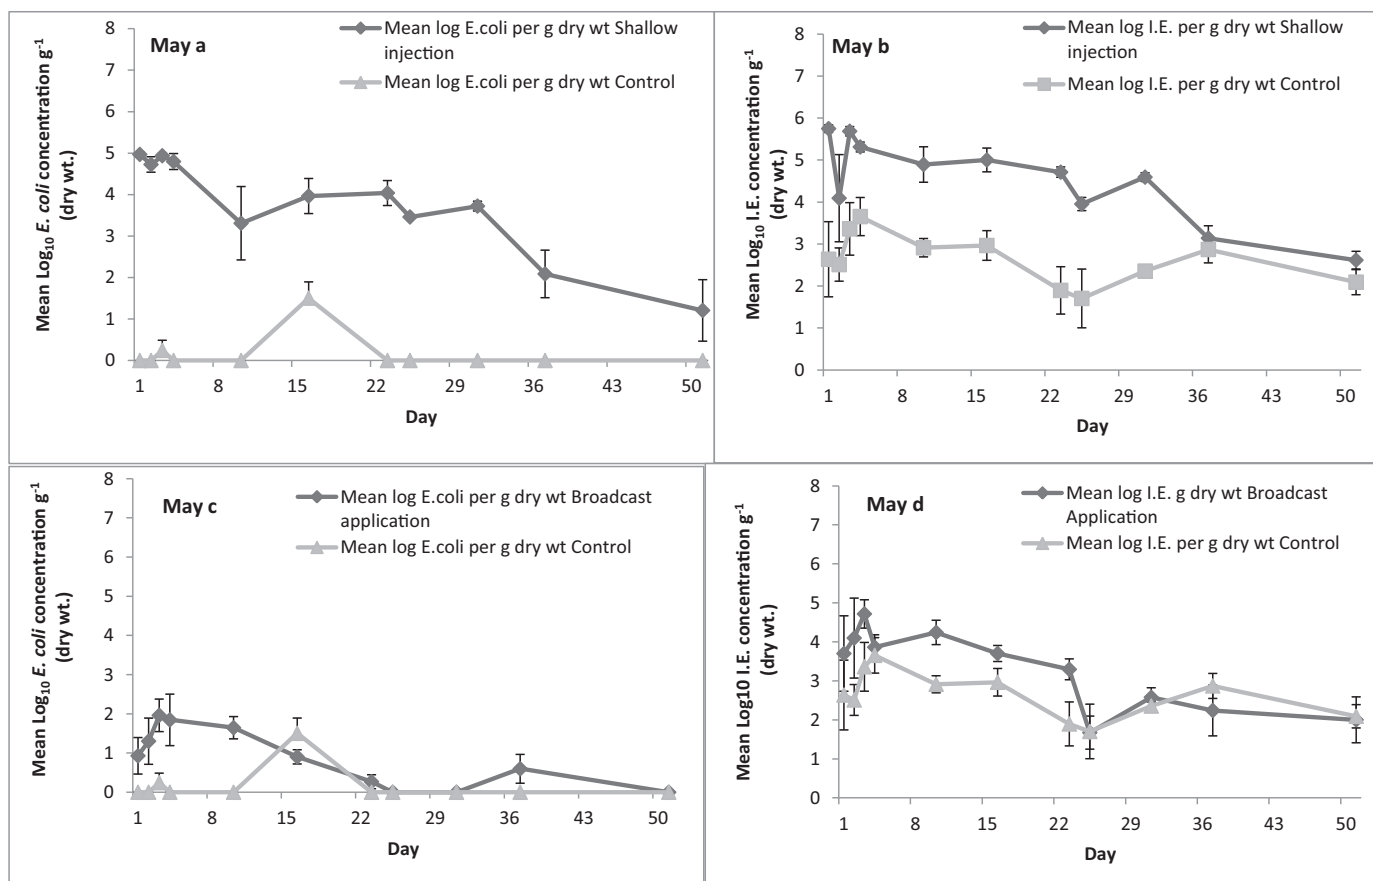 May a
Mean log E.coli per g dry wt Shallow
injection
Mean log E.coli per g dry wt Control
Mean Log10 E. coli concentration g-1
(dry wt.)
8
7
6
5
4
3
2
1
0
1 8 15 22 29 36 43 50
Day
May b
Mean log I.E. per g dry wt Shallow
injection
Mean log I.E. per g dry wt Control
Mean Log10 I.E. concentration g-1
(dry wt.)
8
7
6
5
4
3
2
1
0
1 8 15 22 29 36 43 50
Day
May c
Mean log E.coli per g dry wt Broadcast
application
Mean log E.coli per g dry wt Control
Mean Log10 E. coli concentration g-1
(dry wt.)
8
7
6
5
4
3
2
1
0
1 8 15 22 29 36 43 50
Day
May d
Mean log I.E. g dry wt Broadcast
Application
Mean log I.E. per g dry wt Control
Mean Log10 I.E. concentration g-1
(dry wt.)
8
7
6
5
4
3
2
1
0
1 8 15 22 29 36 43 50
Day